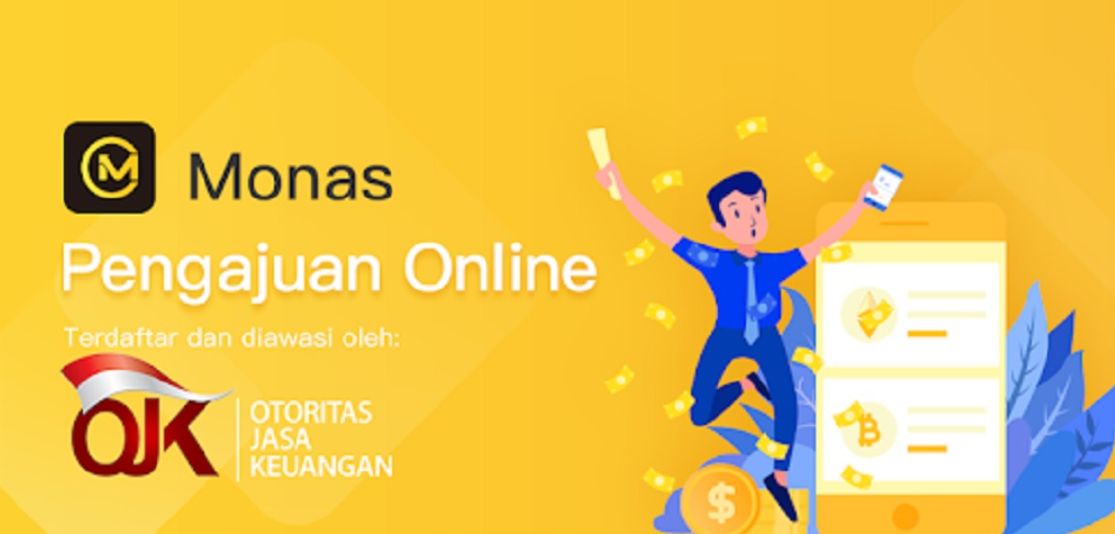 M
Monas
Pengajuan Online
Terdaftar dan diawasi oleh:
OJK
OTORITAS
JASA
KEUANGAN
$